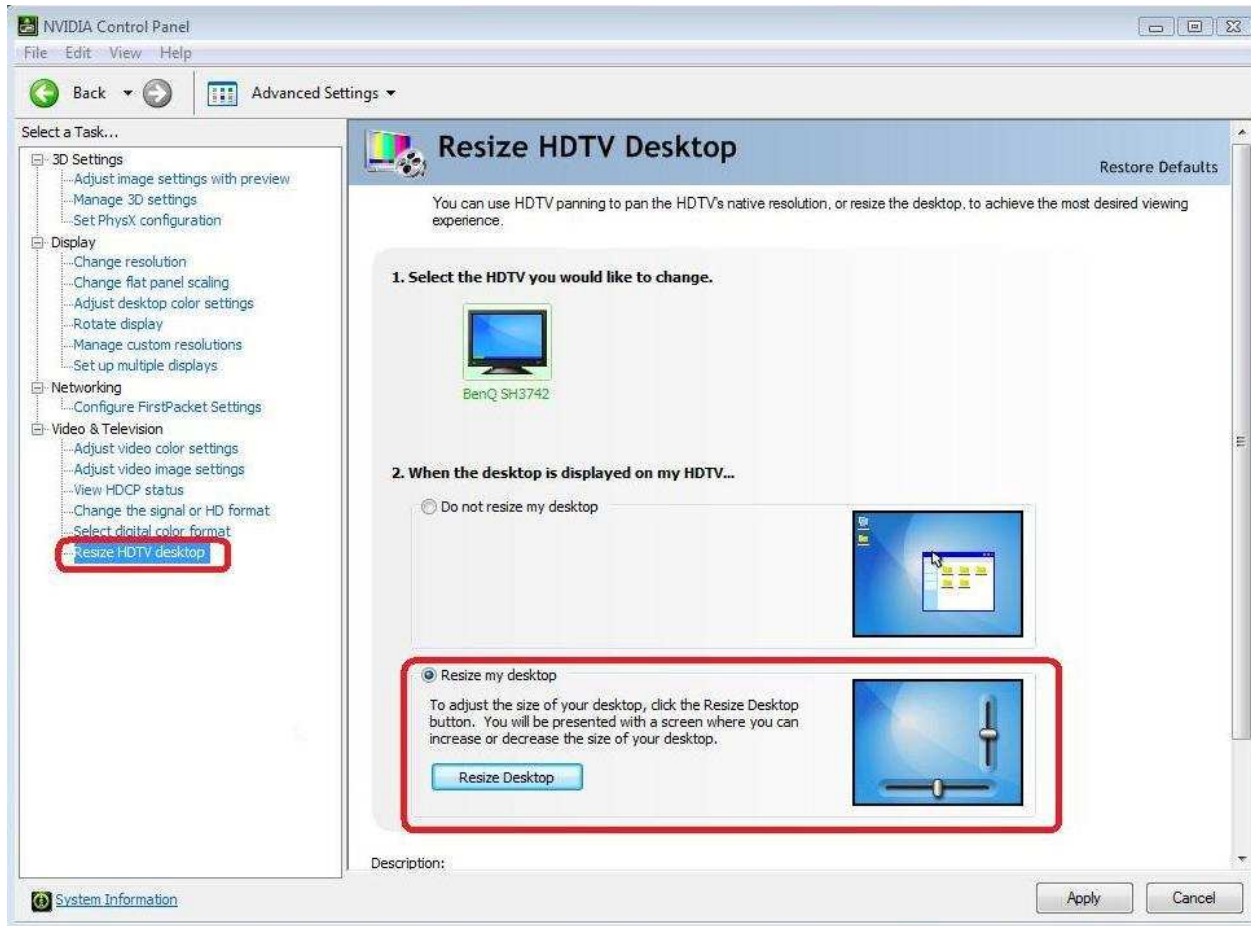 NVIDIA Control Panel
File Edit View Help
Back
Advanced Settings
Select a Task...
3D Settings
Adjust image settings with preview
Manage 3D settings
Set PhysX configuration
Display
Change resolution
Change flat panel scaling
Adjust desktop color settings
Rotate display
Manage custom resolutions
Set up multiple displays
Networking
Configure FirstPacket Settings
Video & Television
Adjust video color settings
Adjust video image settings
View HDCP status
Change the signal or HD format
Select digital color format
Resize HDTV desktop
System Information
Resize HDTV Desktop
Restore Defaults
You can use HDTV panning to pan the HDTV's native resolution, or resize the desktop, to achieve the most desired viewing
experience.
1. Select the HDTV you would like to change.
BenQ SH3742
2. When the desktop is displayed on my HDTV...
Do not resize my desktop
Resize my desktop
To adjust the size of your desktop, click the Resize Desktop
button. You will be presented with a screen where you can
increase or decrease the size of your desktop.
Resize Desktop
Description:
Apply
Cancel